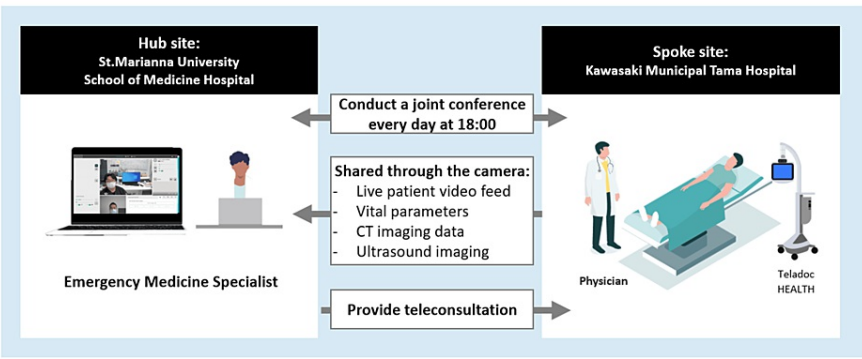 Hub site:
St.Marianna University
School of Medicine Hospital
Spoke site:
Kawasaki Municipal Tama Hospital
Conduct a joint conference
every day at 18:00
Shared through the camera:
- Live patient video feed
- Vital parameters
- CT imaging data
- Ultrasound imaging
Emergency Medicine Specialist
Physician
Teladoc
HEALTH
Provide teleconsultation